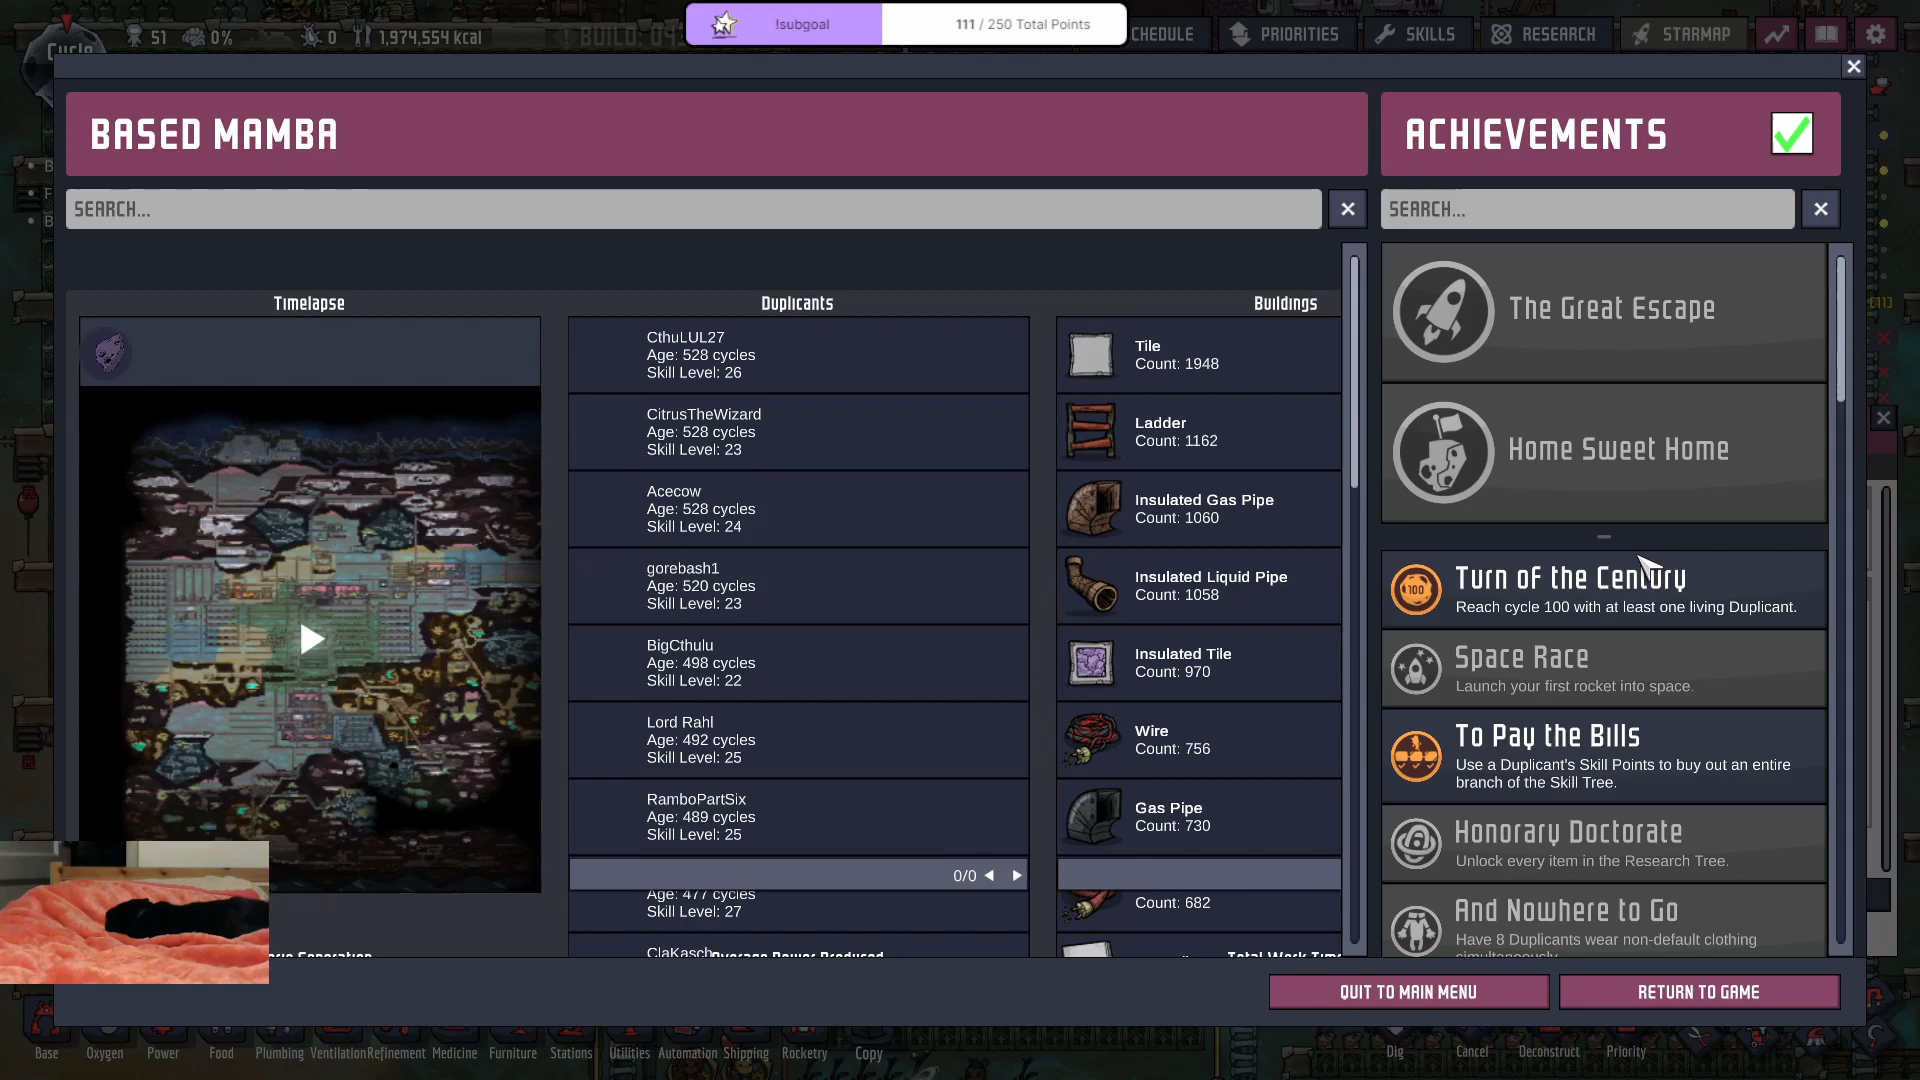 Cycle
51
0%
0
1,974,554 kcal
!subgoal
111 / 250 Total Points
CHEDULE
PRIORITIES
SKILLS
RESEARCH
STARMAP
BASED MAMBA
ACHIEVEMENTS
SEARCH...
SEARCH...
Timelapse
Duplicants
Buildings
CthuLUL27
Age: 528 cycles
Skill Level: 26
CitrusTheWizard
Age: 528 cycles
Skill Level: 23
Acecow
Age: 528 cycles
Skill Level: 24
gorebash1
Age: 520 cycles
Skill Level: 23
BigCthulu
Age: 498 cycles
Skill Level: 22
Lord Rahl
Age: 492 cycles
Skill Level: 25
RamboPartSix
Age: 489 cycles
Skill Level: 25
0/0
Age: 477 cycles
Skill Level: 27
ClaKasch
Average Power Produced
Tile
Count: 1948
Ladder
Count: 1162
Insulated Gas Pipe
Count: 1060
Insulated Liquid Pipe
Count: 1058
Insulated Tile
Count: 970
Wire
Count: 756
Gas Pipe
Count: 730
Count: 682
Total Work Time
The Great Escape
Home Sweet Home
Turn of the Century
Reach cycle 100 with at least one living Duplicant.
Space Race
Launch your first rocket into space.
To Pay the Bills
Use a Duplicant's Skill Points to buy out an entire
branch of the Skill Tree.
Honorary Doctorate
Unlock every item in the Research Tree.
And Nowhere to Go
Have 8 Duplicants wear non-default clothing
simultaneously.
QUIT TO MAIN MENU
RETURN TO GAME
Base
Oxygen
Power
Food
Plumbing
Ventilation
Refinement
Medicine
Furniture
Stations
Utilities
Automation
Shipping
Rocketry
Copy
Dig
Cancel
Deconstruct
Priority